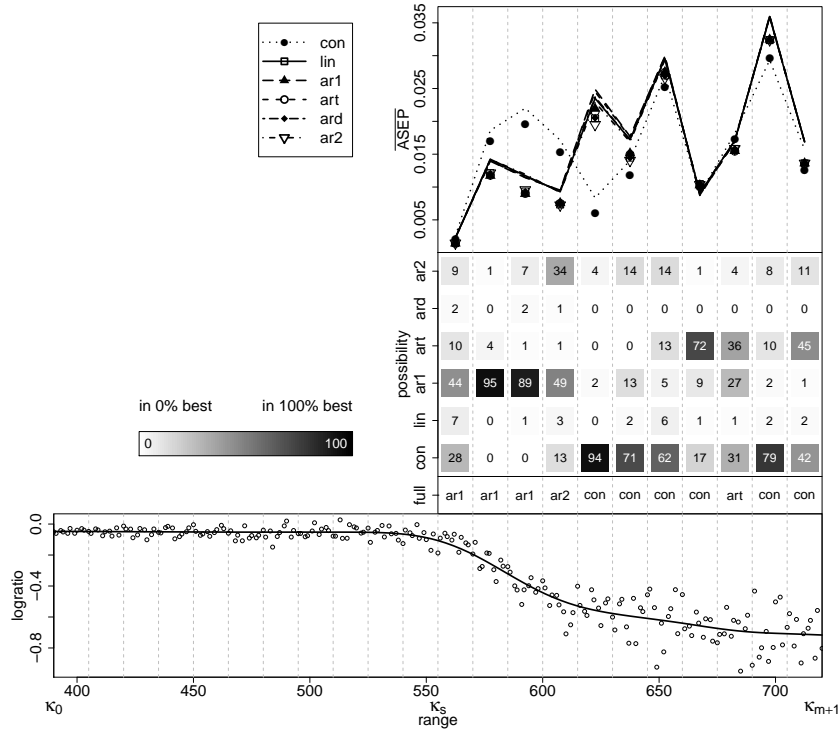 con
lin
ar1
art
ard
ar2
ASEP
0.035
0.025
0.015
0.005
possibility
ar2 9 1 7 34 4 14 14 1 4 8 11
ard 2 0 2 1 0 0 0 0 0 0 0
art 10 4 1 1 0 0 13 72 36 10 45
ar1 44 95 89 49 2 13 5 9 27 2 1
lin 7 0 1 3 0 2 6 1 1 2 2
con 28 0 0 13 94 71 62 17 31 79 42
full ar1 ar1 ar1 ar2 con con con con art con con
in 0% best in 100% best
0 100
logratio
0.0
−0.4
−0.8
400 450 500 550 600 650 700
κ0 κs κm+1
range